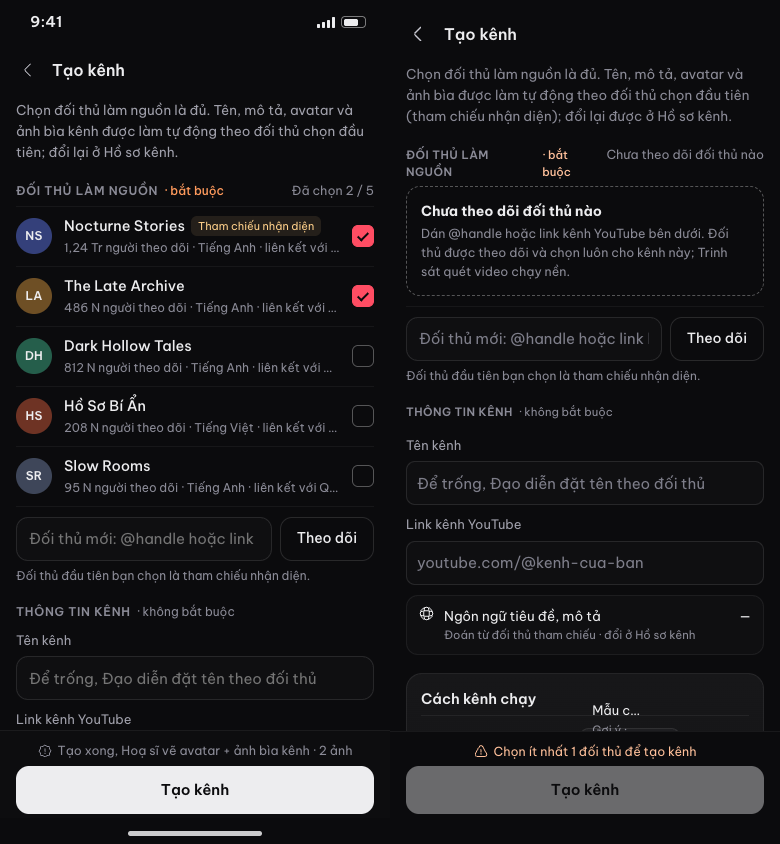 9:41
Tạo kênh
Chọn đối thủ làm nguồn là đủ. Tên, mô tả, avatar và
ảnh bìa kênh được làm tự động theo đối thủ chọn đầu
tiên; đổi lại ở Hồ sơ kênh.
ĐỐI THỦ LÀM NGUỒN · bắt buộc Đã chọn 2 / 5
NS
Nocturne Stories Tham chiếu nhận diện
1,24 Tr người theo dõi · Tiếng Anh · liên kết với ...
LA
The Late Archive
486 N người theo dõi · Tiếng Anh · liên kết với ...
DH
Dark Hollow Tales
812 N người theo dõi · Tiếng Anh · liên kết với ...
HS
Hồ Sơ Bí Ẩn
208 N người theo dõi · Tiếng Việt · liên kết với ...
SR
Slow Rooms
95 N người theo dõi · Tiếng Anh · liên kết với Q...
Đối thủ mới: @handle hoặc link Theo dõi
Đối thủ đầu tiên bạn chọn là tham chiếu nhận diện.
THÔNG TIN KÊNH · không bắt buộc
Tên kênh
Để trống, Đạo diễn đặt tên theo đối thủ
Link kênh YouTube
Tạo xong, Hoạ sĩ vẽ avatar + ảnh bìa kênh · 2 ảnh
Tạo kênh
Tạo kênh
Chọn đối thủ làm nguồn là đủ. Tên, mô tả, avatar và
ảnh bìa được làm tự động theo đối thủ chọn đầu tiên
(tham chiếu nhận diện); đổi lại được ở Hồ sơ kênh.
ĐỐI THỦ LÀM
NGUỒN
· bắt
buộc
Chưa theo dõi đối thủ nào
Chưa theo dõi đối thủ nào
Dán @handle hoặc link kênh YouTube bên dưới. Đối
thủ được theo dõi và chọn luôn cho kênh này; Trinh
sát quét video chạy nền.
Đối thủ mới: @handle hoặc link Theo dõi
Đối thủ đầu tiên bạn chọn là tham chiếu nhận diện.
THÔNG TIN KÊNH · không bắt buộc
Tên kênh
Để trống, Đạo diễn đặt tên theo đối thủ
Link kênh YouTube
youtube.com/@kenh-cua-ban
Ngôn ngữ tiêu đề, mô tả –
Đoán từ đối thủ tham chiếu · đổi ở Hồ sơ kênh
Cách kênh chạy
Mẫu c...
Chọn ít nhất 1 đối thủ để tạo kênh
Tạo kênh